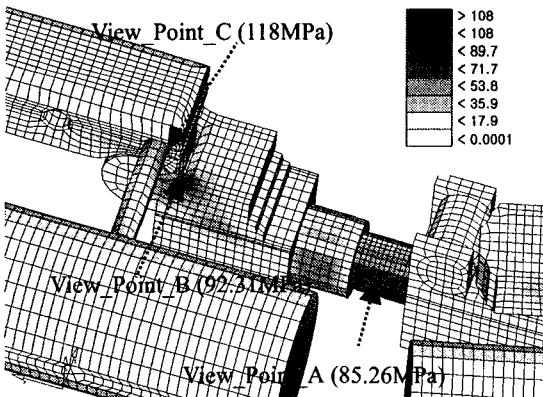 View_Point_C (118MPa)
> 108
< 108
< 89.7
< 71.7
< 53.8
< 35.9
< 17.9
< 0.0001
View_Point_B (92.31MPa)
View_Point_A (85.26MPa)